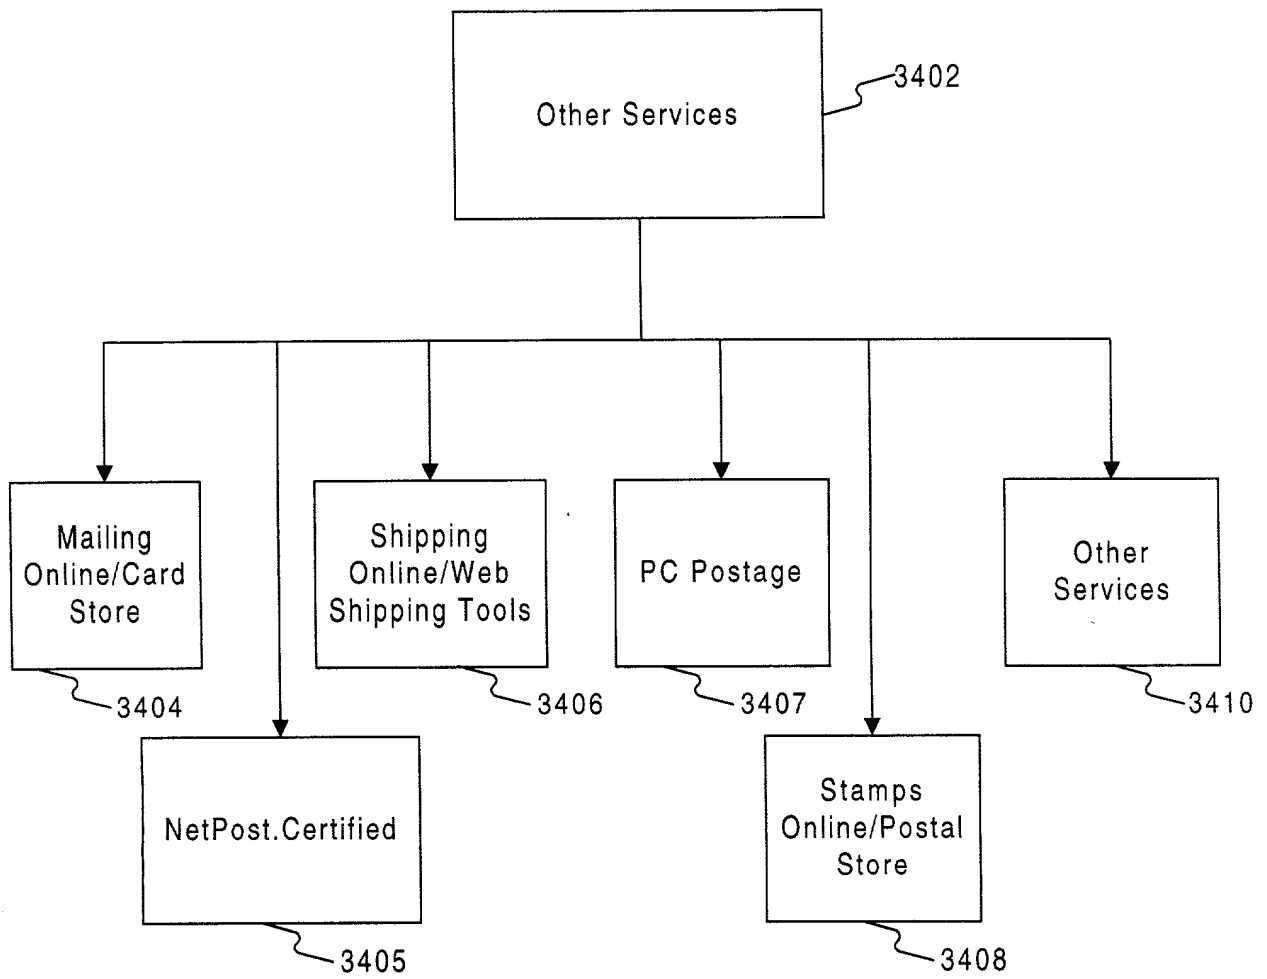 Other Services
3402
Mailing
Online/Card
Store
3404
Shipping
Online/Web
Shipping Tools
3406
PC Postage
3407
Other
Services
3410
NetPost.Certified
3405
Stamps
Online/Postal
Store
3408